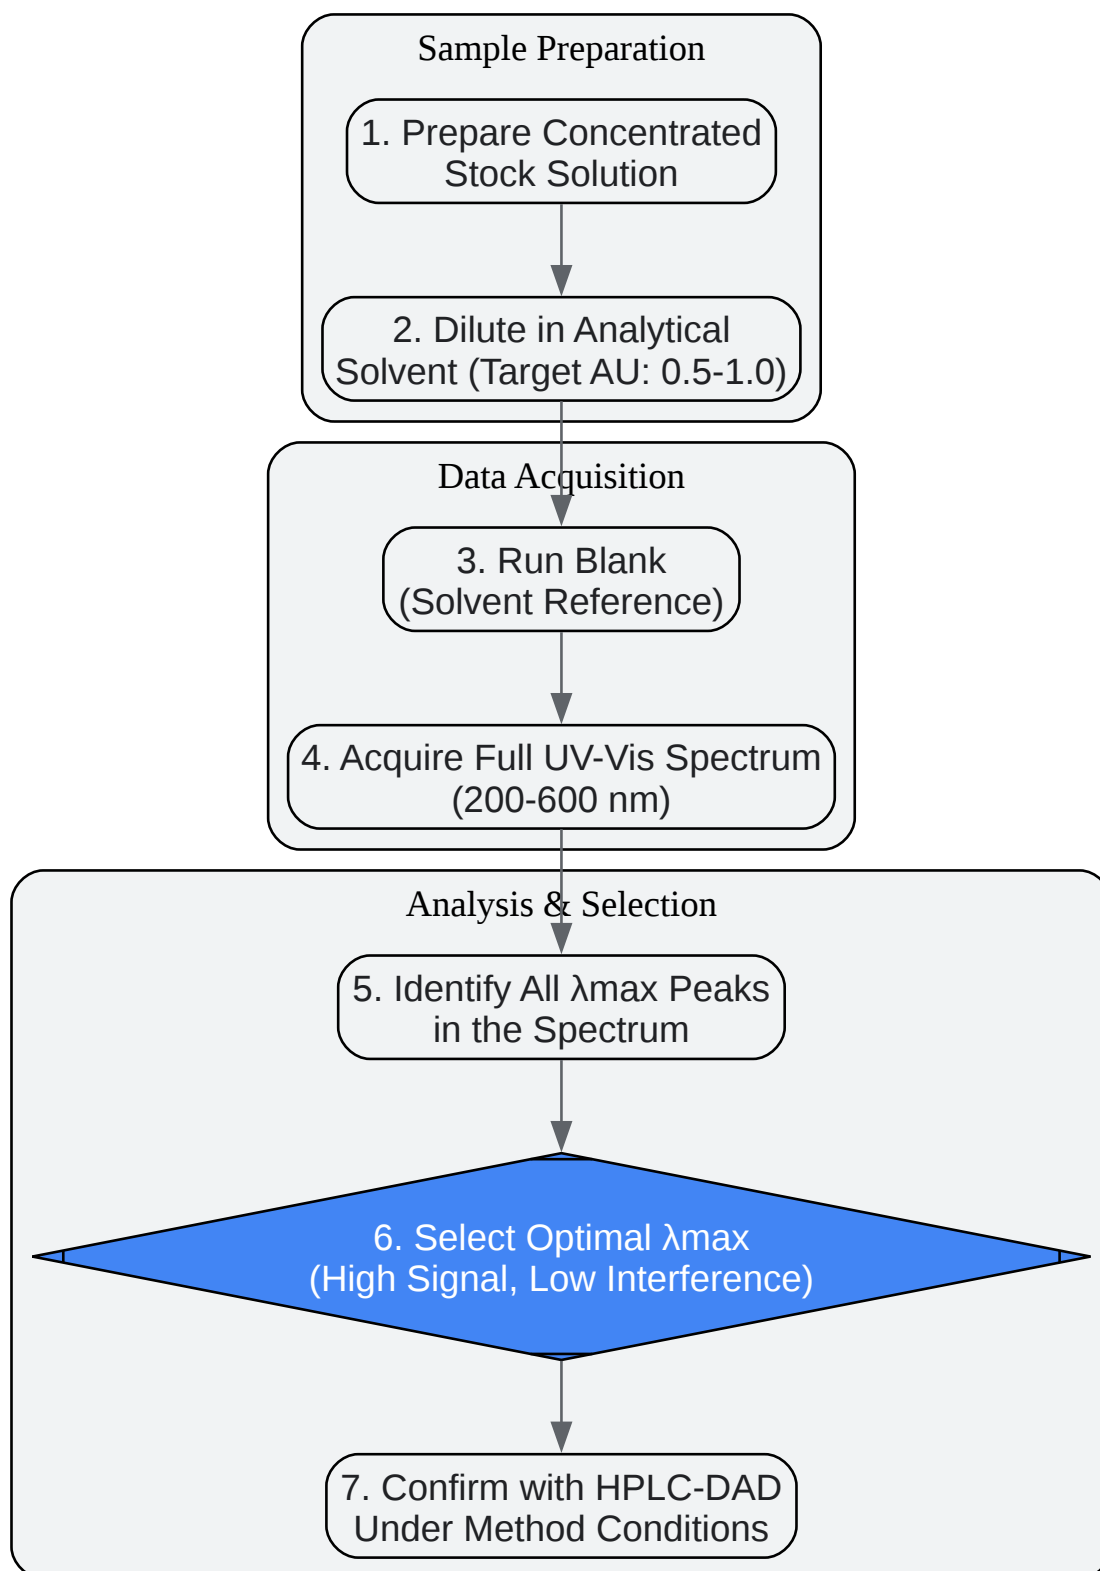 Sample Preparation
1. Prepare Concentrated
Stock Solution
2. Dilute in Analytical
Solvent (Target AU: 0.5-1.0)
Data Acquisition
3. Run Blank
(Solvent Reference)
4. Acquire Full UV-Vis Spectrum
(200-600 nm)
Analysis & Selection
5. Identify All λmax Peaks
in the Spectrum
6. Select Optimal λmax
(High Signal, Low Interference)
7. Confirm with HPLC-DAD
Under Method Conditions